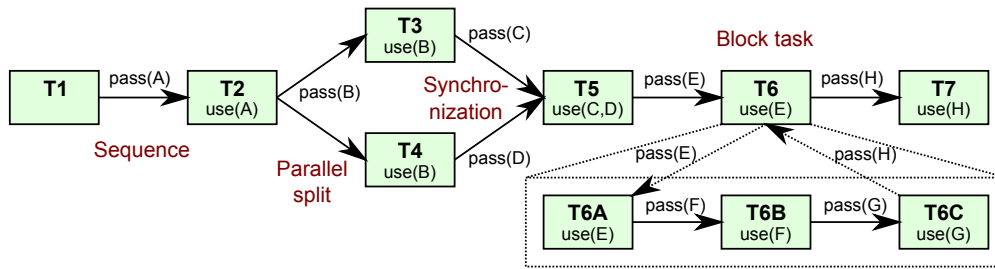 T1
pass(A)
Sequence
T2
use(A)
pass(B)
Parallel
split
T3
use(B)
T4
use(B)
pass(C)
Synchro-
nization
pass(D)
T5
use(C,D)
pass(E)
Block task
T6
use(E)
pass(H)
T7
use(H)
pass(E)
pass(H)
T6A
use(E)
pass(F)
T6B
use(F)
pass(G)
T6C
use(G)